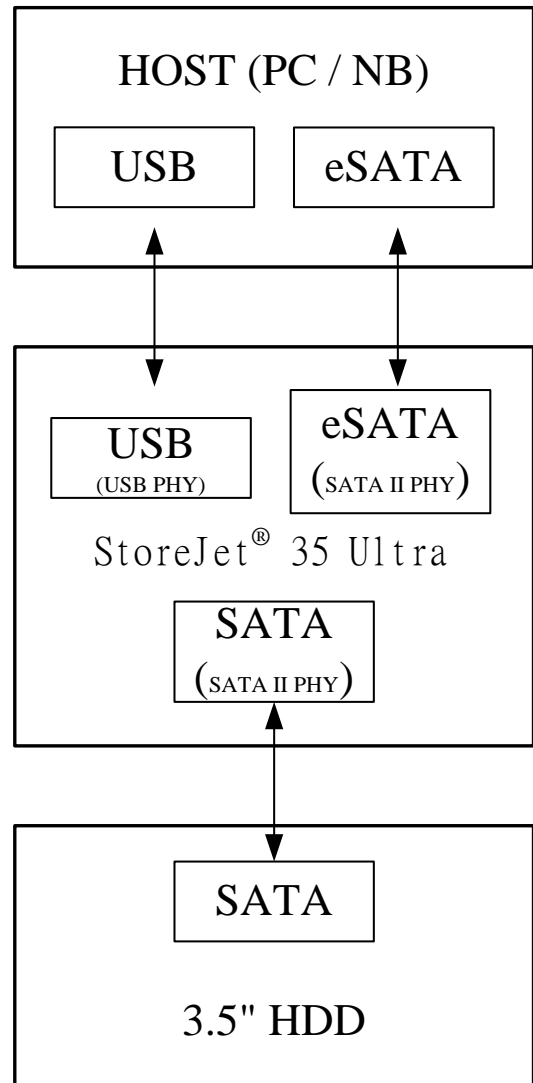 HOST (PC / NB)
USB
eSATA
USB
(USB PHY)
eSATA
(SATA II PHY)
StoreJet® 35 Ultra
SATA
(SATA II PHY)
SATA
3.5" HDD